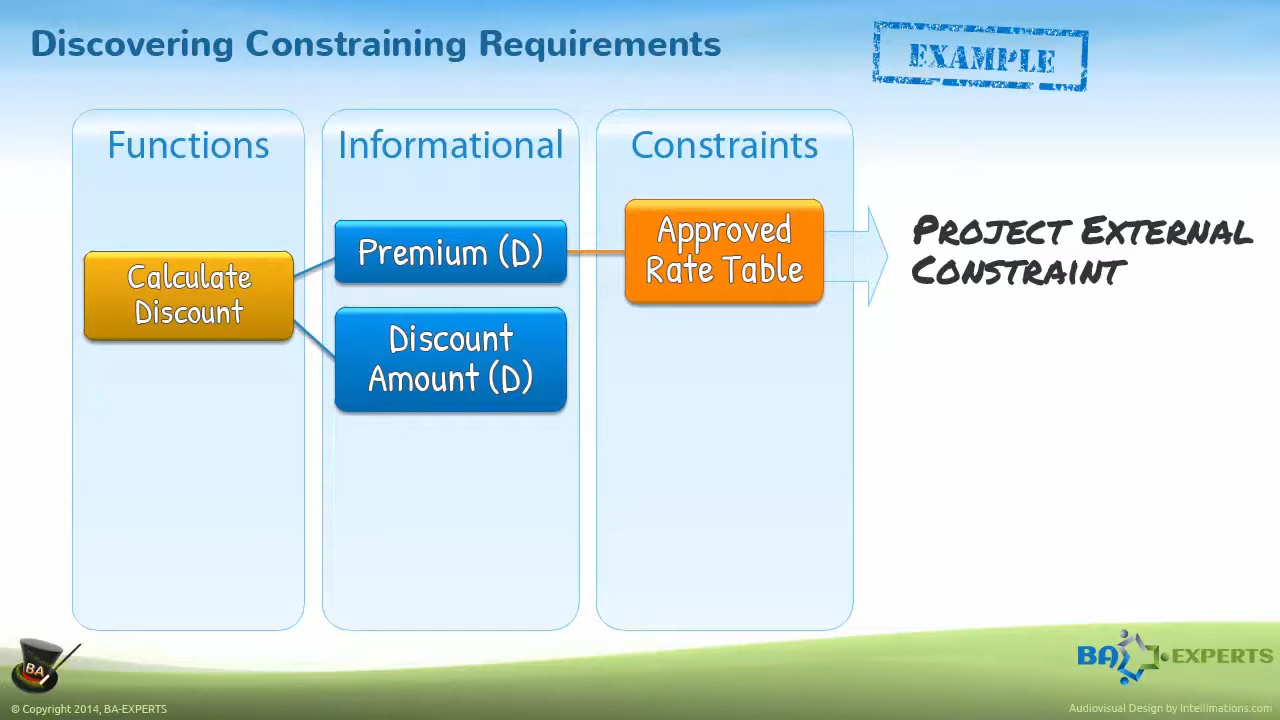 Discovering Constraining Requirements
EXAMPLE
Functions
Informational
Constraints
Calculate
Discount
Premium (D)
Discount
Amount (D)
Approved
Rate Table
PROJECT EXTERNAL
CONSTRAINT
BA
© Copyright 2014, BA-EXPERTS
BA EXPERTS
Audiovisual Design by Intellimations.com